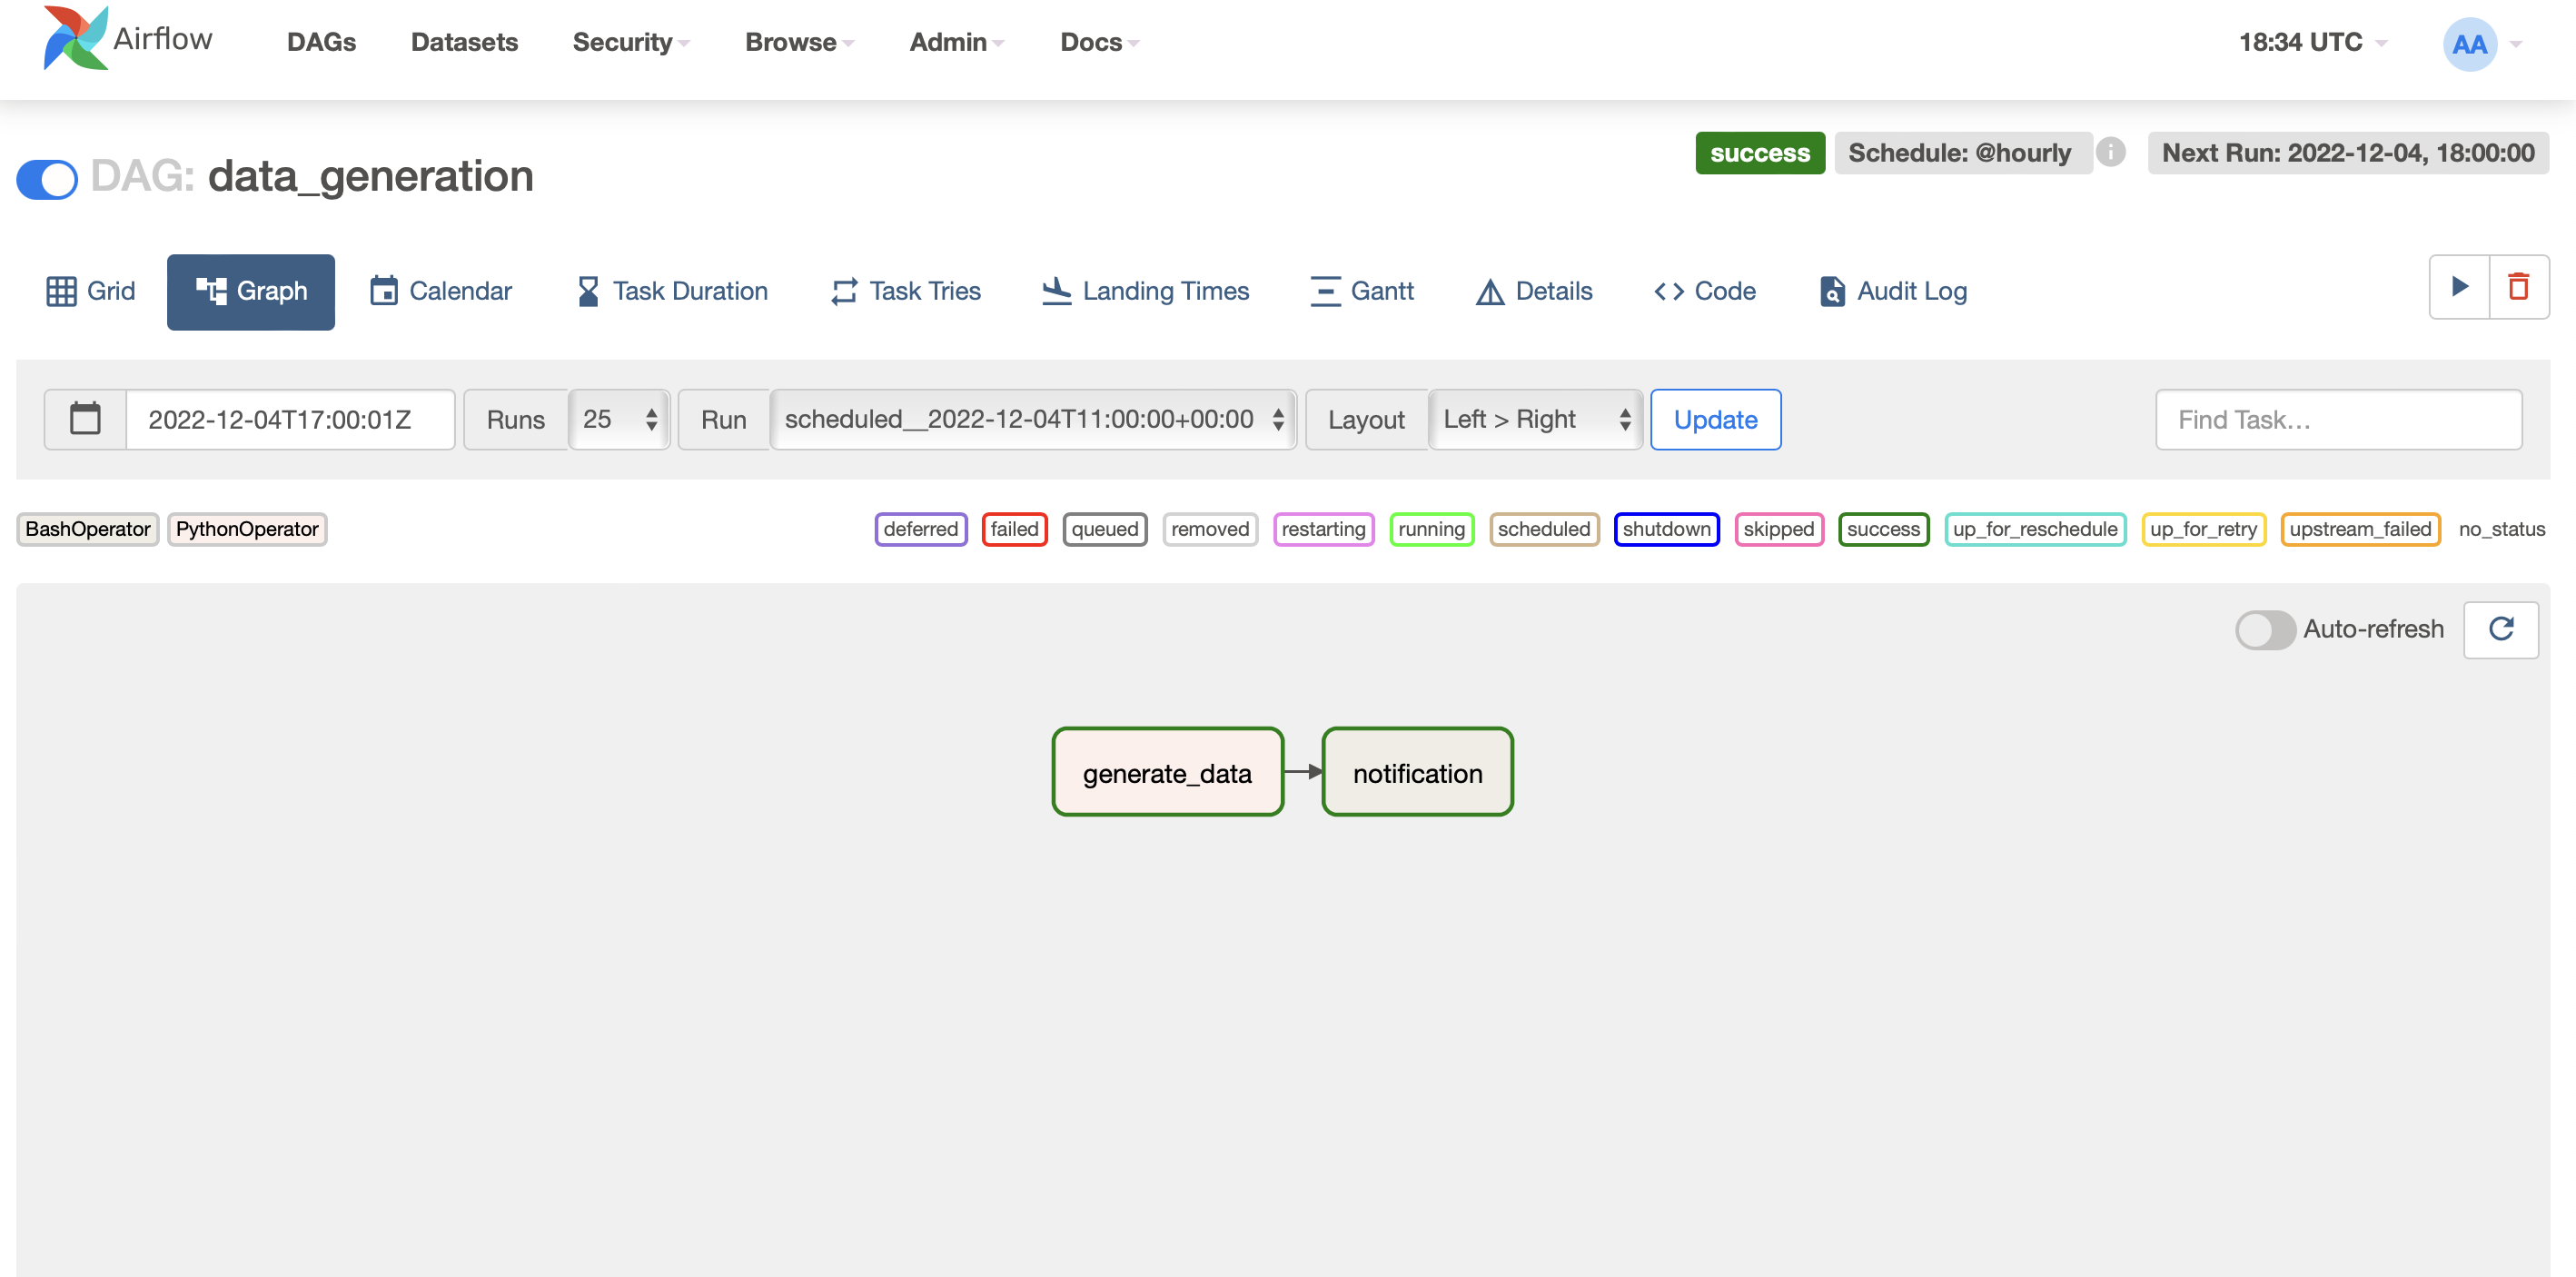 Airflow DAGs Datasets Security Browse Admin Docs 18:34 UTC AA
success Schedule: @hourly i Next Run: 2022-12-04, 18:00:00
DAG: data_generation
Grid Graph Calendar Task Duration Task Tries Landing Times Gantt Details Code Audit Log
2022-12-04T17:00:01Z Runs 25 Run scheduled__2022-12-04T11:00:00+00:00 Layout Left > Right Update Find Task...
BashOperator PythonOperator deferred failed queued removed restarting running scheduled shutdown skipped success up_for_reschedule up_for_retry upstream_failed no_status
Auto-refresh
generate_data notification